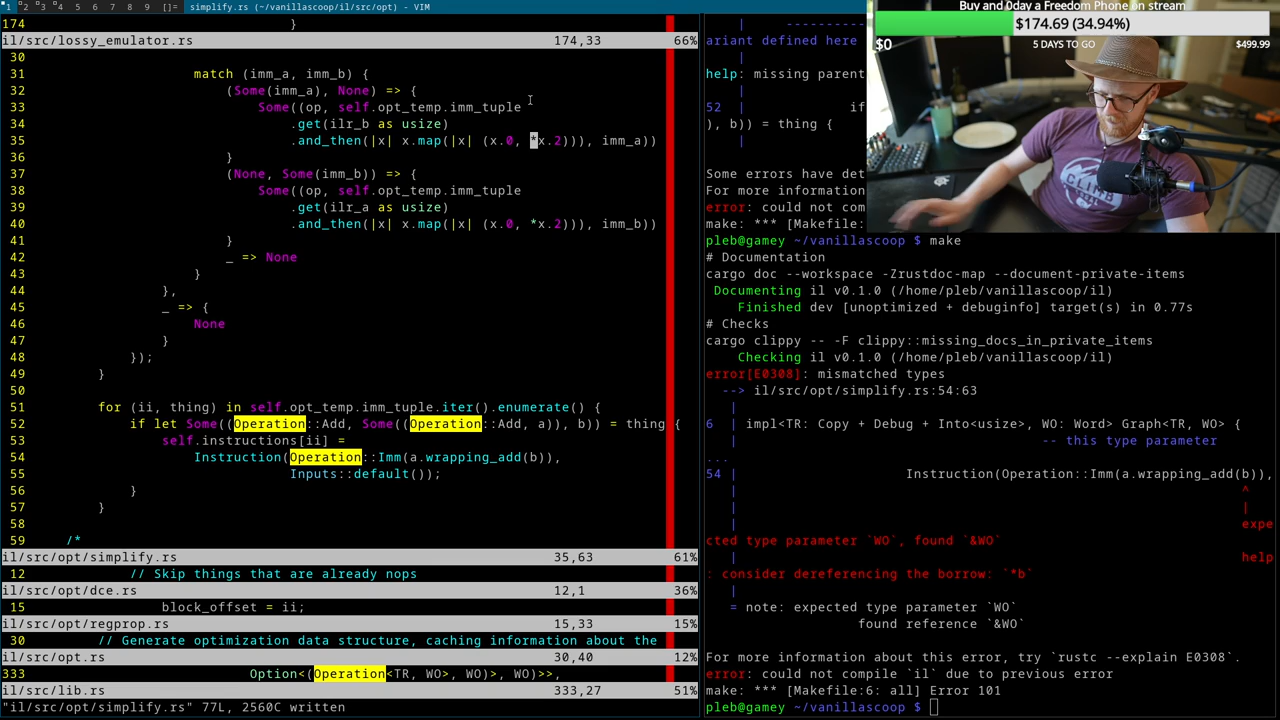 1 2 3 4 5 6 7 8 9 []= simplify.rs (~/vanillascoop/il/src/opt) - VIM
174 }
il/src/lossy_emulator.rs 174,33 66%
30
31 match (imm_a, imm_b) {
32 (Some(imm_a), None) => {
33 Some((op, self.opt_temp.imm_tuple
34 .get(ilr_b as usize)
35 .and_then(|x| x.map(|x| (x.0, *x.2))), imm_a))
36 }
37 (None, Some(imm_b)) => {
38 Some((op, self.opt_temp.imm_tuple
39 .get(ilr_a as usize)
40 .and_then(|x| x.map(|x| (x.0, *x.2))), imm_b))
41 }
42 _ => None
43 }
44 },
45 _ => {
46 None
47 }
48 });
49 }
50
51 for (ii, thing) in self.opt_temp.imm_tuple.iter().enumerate() {
52 if let Some((Operation::Add, Some((Operation::Add, a)), b)) = thing {
53 self.instructions[ii] =
54 Instruction(Operation::Imm(a.wrapping_add(b)),
55 Inputs::default());
56 }
57 }
58
59 /*
il/src/opt/simplify.rs 35,63 61%
12 // Skip things that are already nops
il/src/opt/dce.rs 12,1 36%
15 block_offset = ii;
il/src/opt/regprop.rs 15,33 15%
30 // Generate optimization data structure, caching information about the
il/src/opt.rs 30,40 12%
333 Option<(Operation<TR, WO>, WO)>, WO)>>,
il/src/lib.rs 333,27 51%
"il/src/opt/simplify.rs" 77L, 2560C written
| ----------
ariant defined here
|
help: missing parent
|
52 | if
), b)) = thing {
|
Some errors have det
For more information
error: could not com
make: *** [Makefile:
pleb@gamey ~/vanillascoop $ make
# Documentation
cargo doc --workspace -Zrustdoc-map --document-private-items
Documenting il v0.1.0 (/home/pleb/vanillascoop/il)
Finished dev [unoptimized + debuginfo] target(s) in 0.77s
# Checks
cargo clippy -- -F clippy::missing_docs_in_private_items
Checking il v0.1.0 (/home/pleb/vanillascoop/il)
error[E0308]: mismatched types
--> il/src/opt/simplify.rs:54:63
|
6 | impl<TR: Copy + Debug + Into<usize>, WO: Word> Graph<TR, WO> {
| -- this type parameter
...
54 | Instruction(Operation::Imm(a.wrapping_add(b)),
| ^
| |
| expe
cted type parameter `WO`, found `&WO`
| help
: consider dereferencing the borrow: `*b`
|
= note: expected type parameter `WO`
found reference `&WO`
For more information about this error, try `rustc --explain E0308`.
error: could not compile `il` due to previous error
make: *** [Makefile:6: all] Error 101
pleb@gamey ~/vanillascoop $
Buy and 0day a Freedom Phone on stream
$174.69 (34.94%)
$0 5 DAYS TO GO $499.99
CLIMB